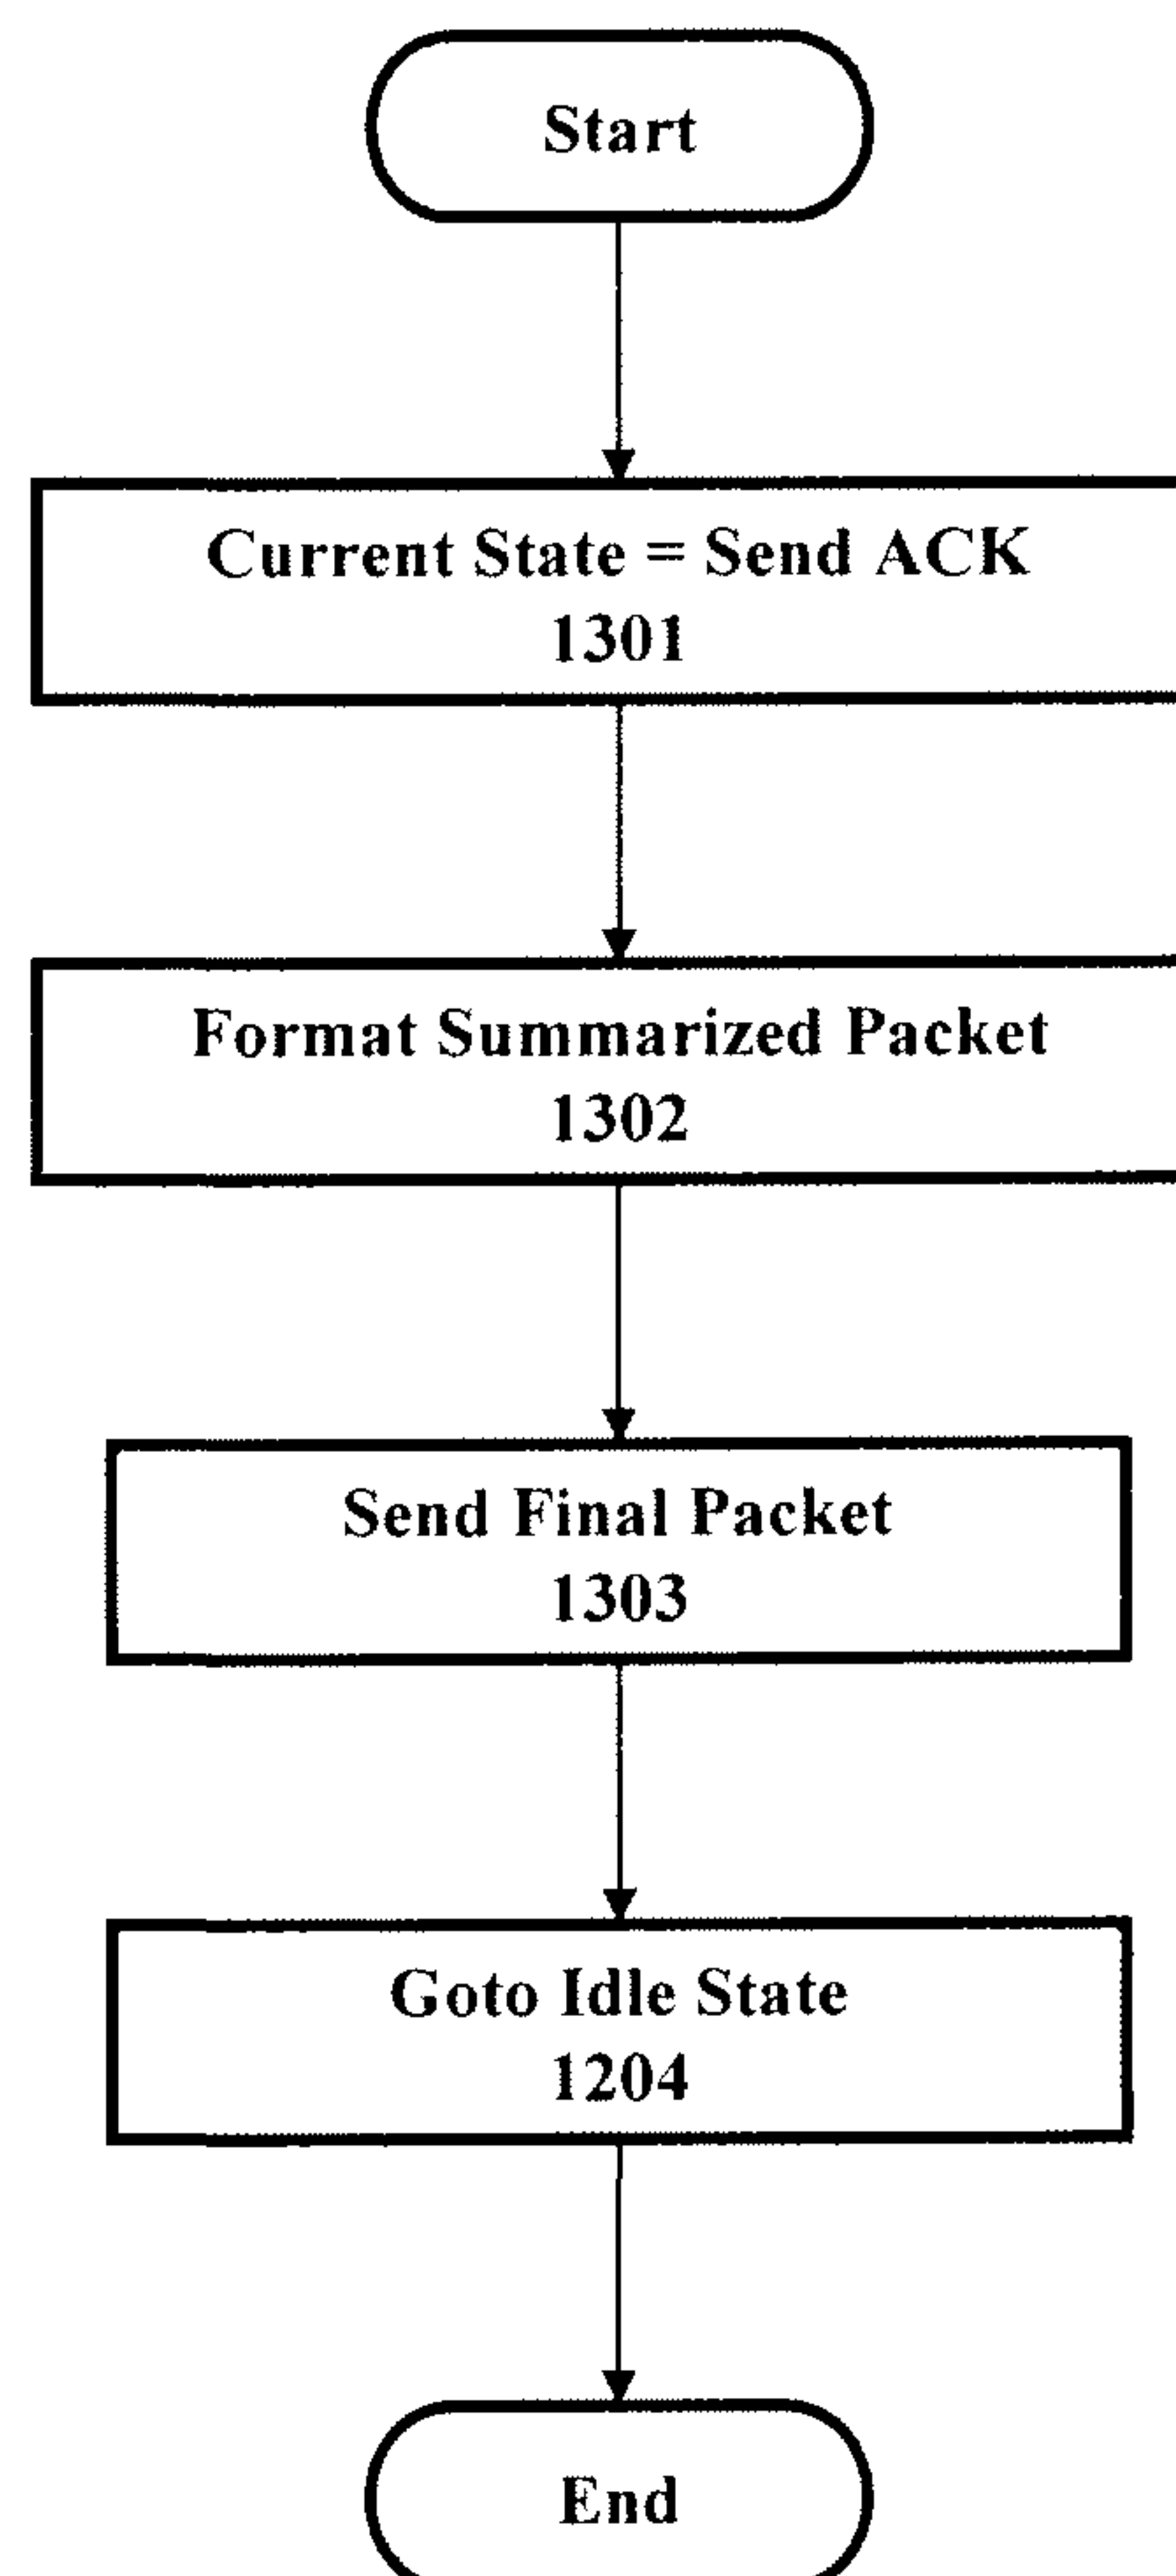 Start
Current State = Send ACK
1301
Format Summarized Packet
1302
Send Final Packet
1303
Goto Idle State
1204
End